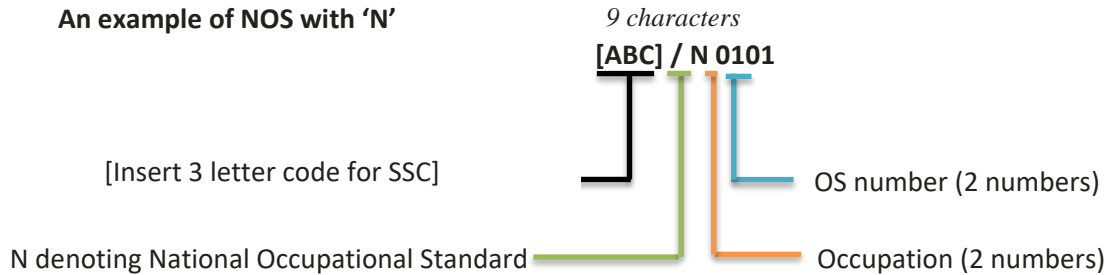 An example of NOS with ‘N’
9 characters
[ABC] / N 0101
[Insert 3 letter code for SSC]
OS number (2 numbers)
N denoting National Occupational Standard
Occupation (2 numbers)